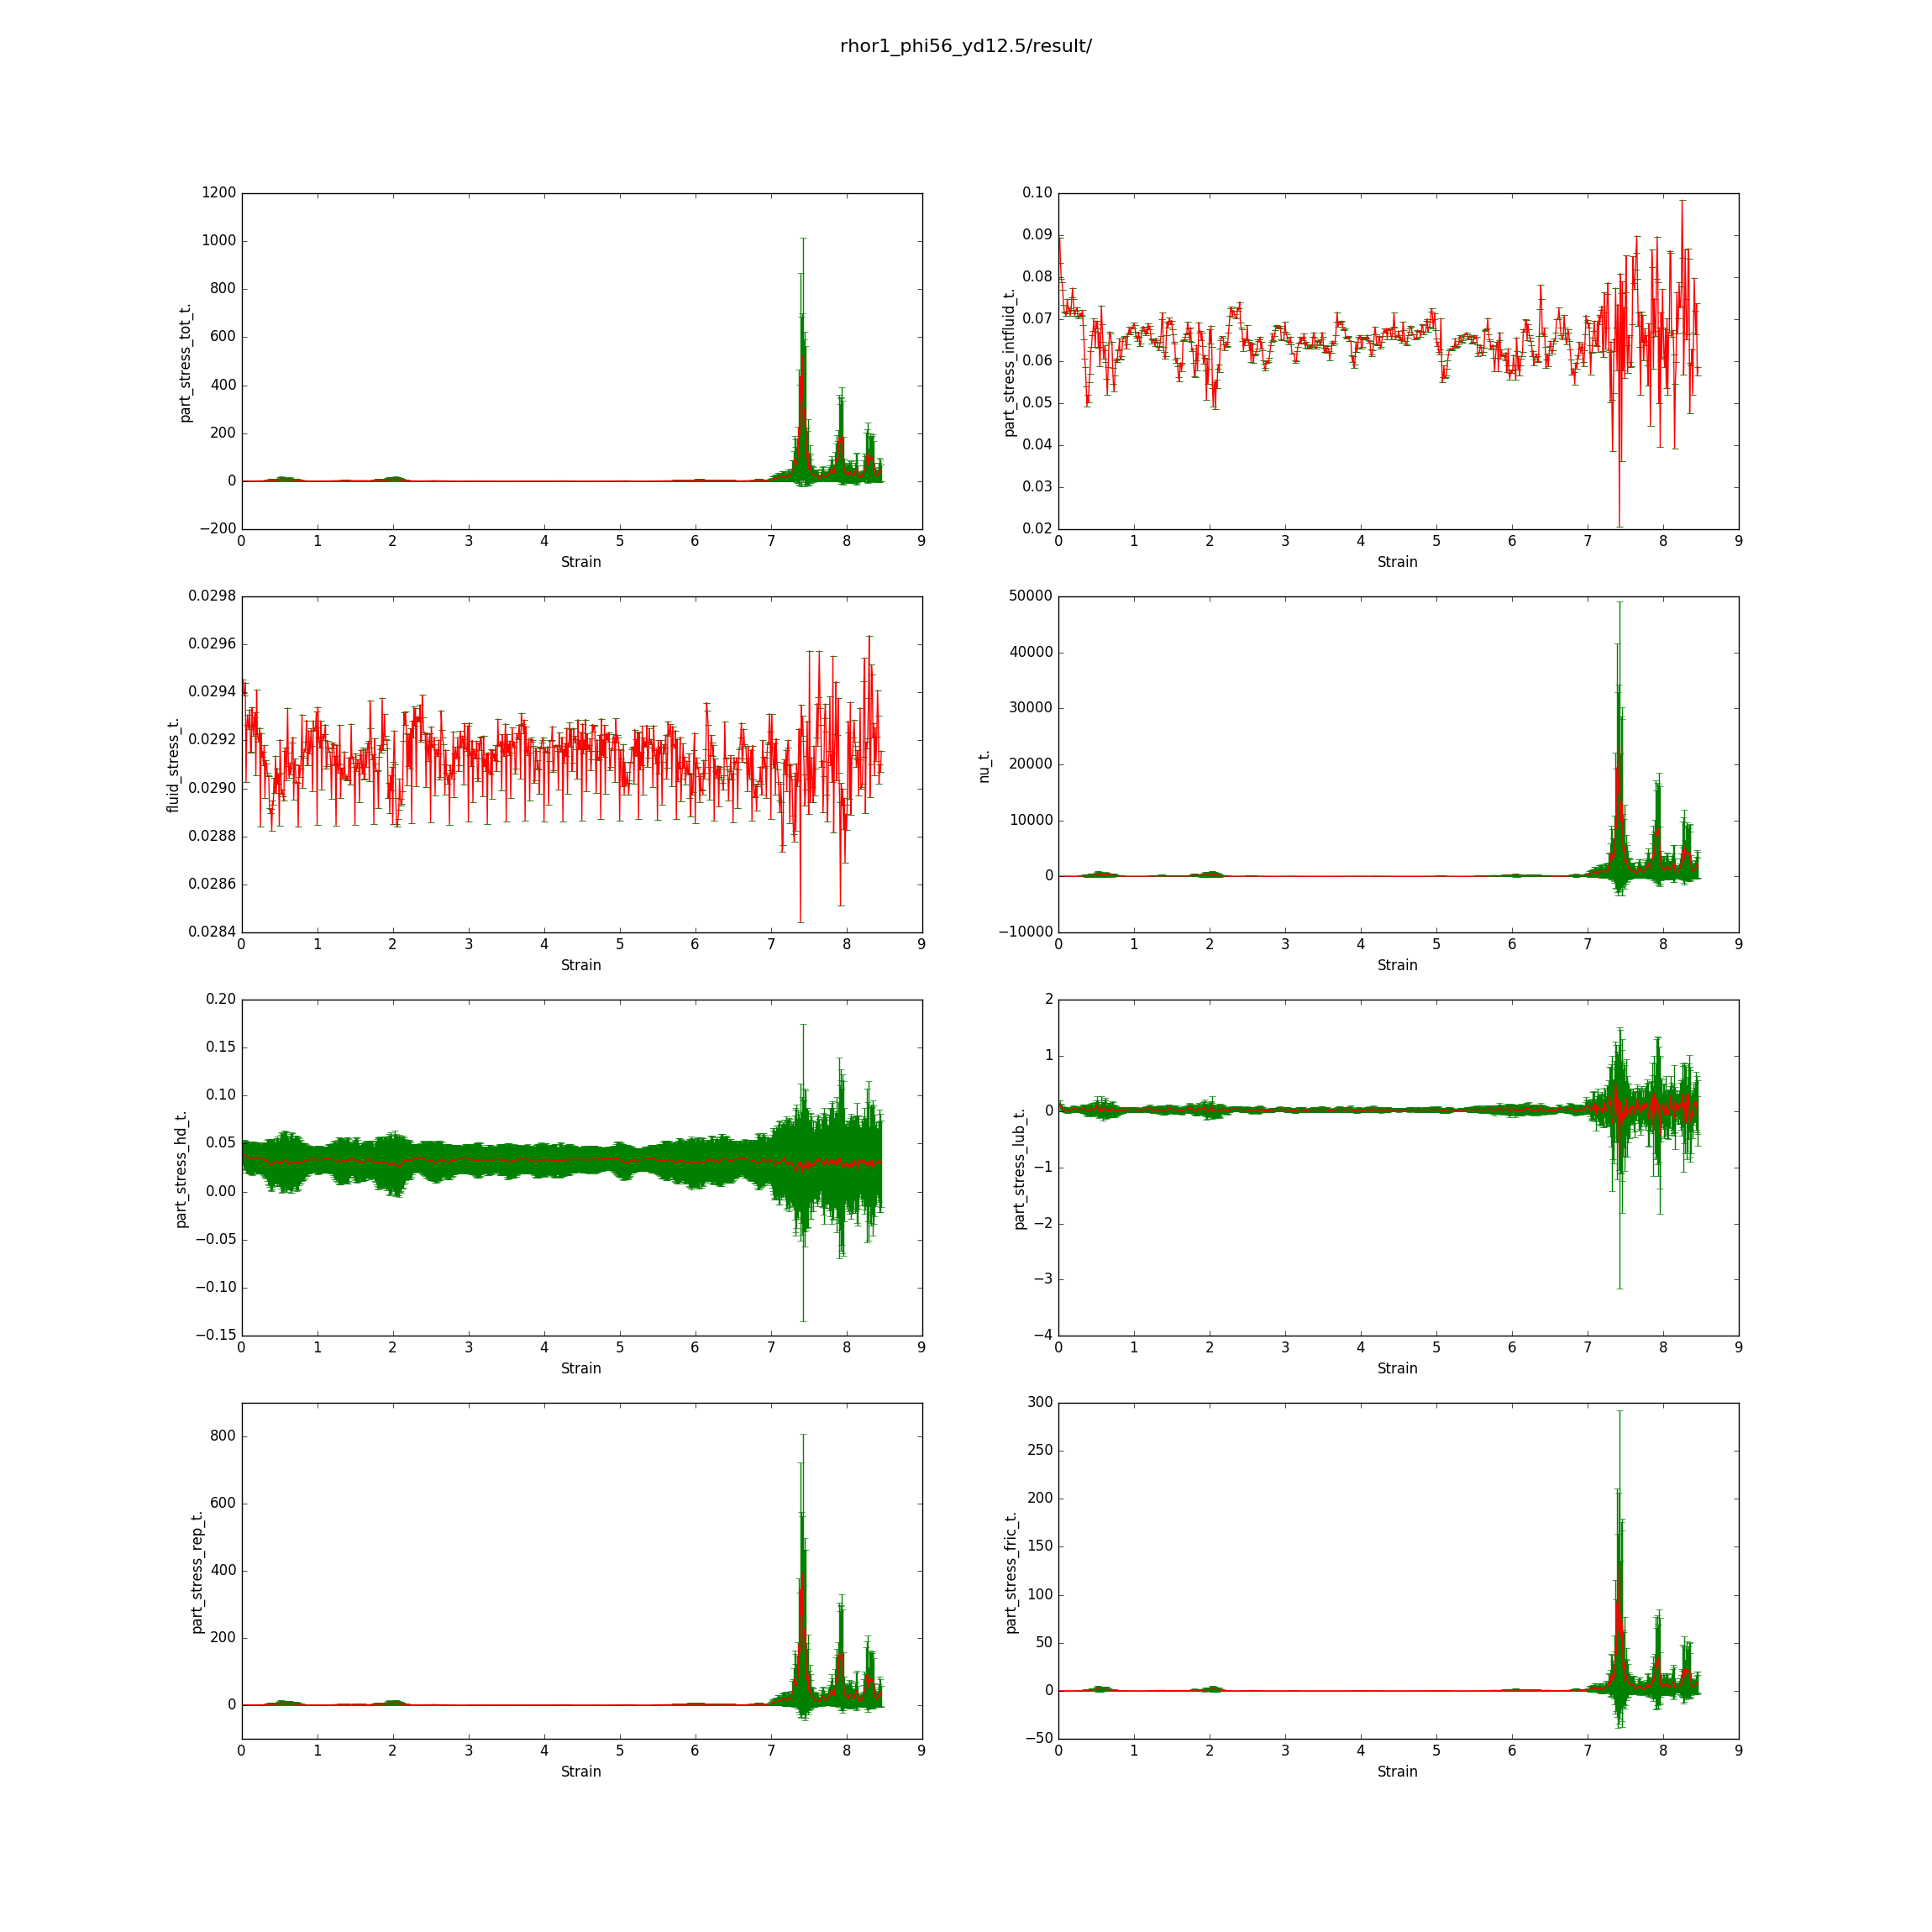 rhor1_phi56_yd12.5/result/
1200
1000
800
600
400
200
0
−200
part_stress_tot_t.
0 1 2 3 4 5 6 7 8 9
Strain
0.10
0.09
0.08
0.07
0.06
0.05
0.04
0.03
0.02
part_stress_intfluid_t.
0 1 2 3 4 5 6 7 8 9
Strain
0.0298
0.0296
0.0294
0.0292
0.0290
0.0288
0.0286
0.0284
fluid_stress_t.
0 1 2 3 4 5 6 7 8 9
Strain
50000
40000
30000
20000
10000
0
−10000
nu_t.
0 1 2 3 4 5 6 7 8 9
Strain
0.20
0.15
0.10
0.05
0.00
−0.05
−0.10
−0.15
part_stress_hd_t.
0 1 2 3 4 5 6 7 8 9
Strain
2
1
0
−1
−2
−3
−4
part_stress_lub_t.
0 1 2 3 4 5 6 7 8 9
Strain
800
600
400
200
0
part_stress_rep_t.
0 1 2 3 4 5 6 7 8 9
Strain
300
250
200
150
100
50
0
−50
part_stress_fric_t.
0 1 2 3 4 5 6 7 8 9
Strain